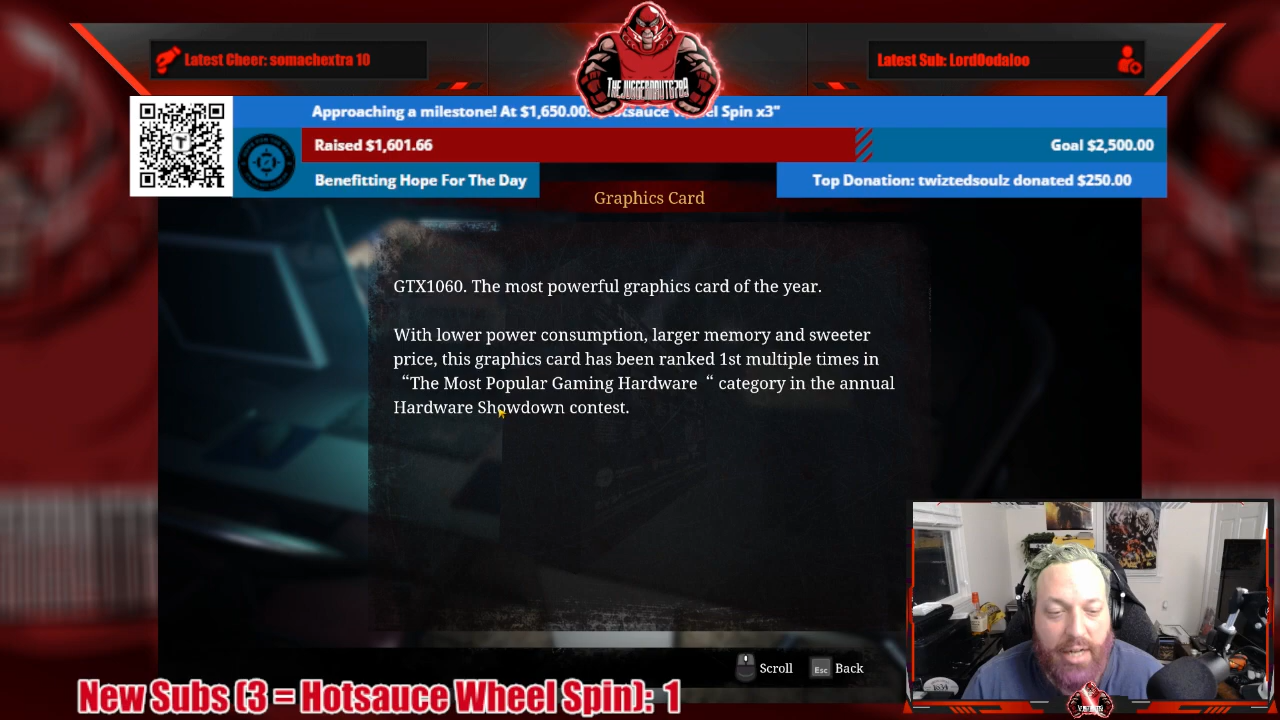 Latest Cheer: somachextra 10
THEJUGGERNAUT6789
Latest Sub: LordOodaloo
Approaching a milestone! At $1,650.00: "Hotsauce Wheel Spin x3"
Raised $1,601.66
Goal $2,500.00
Benefitting Hope For The Day
Top Donation: twiztedsoulz donated $250.00
Graphics Card
GTX1060. The most powerful graphics card of the year.
With lower power consumption, larger memory and sweeter
price, this graphics card has been ranked 1st multiple times in
“The Most Popular Gaming Hardware “ category in the annual
Hardware Showdown contest.
Scroll
Esc Back
New Subs (3 = Hotsauce Wheel Spin): 1